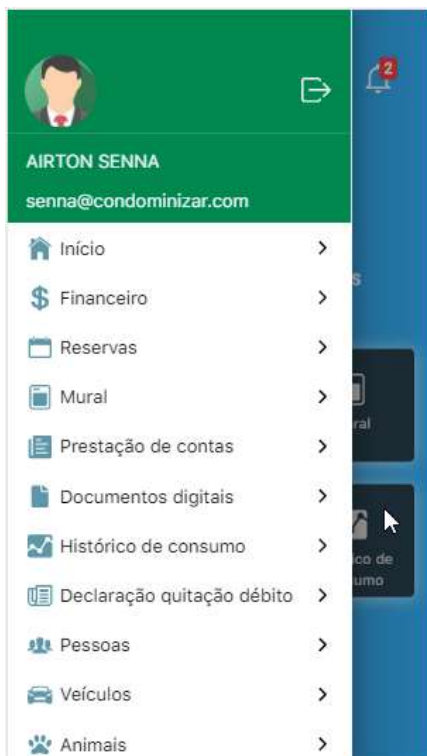 2
AIRTON SENNA
senna@condominizar.com
Início
Financeiro
Reservas
Mural
Prestação de contas
Documentos digitais
Histórico de consumo
Declaração quitação débito
Pessoas
Veículos
Animais